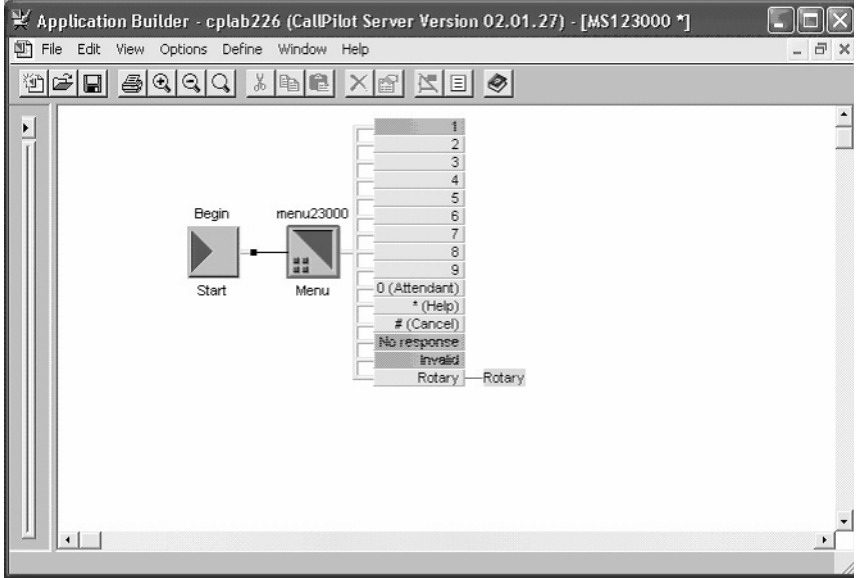 Application Builder - cplab226 (CallPilot Server Version 02.01.27) - [MS123000 *]
File Edit View Options Define Window Help
1
2
3
4
5
6
7
8
9
0 (Attendant)
* (Help)
# (Cancel)
No response
Invalid
Rotary Rotary
Begin menu23000
Start Menu